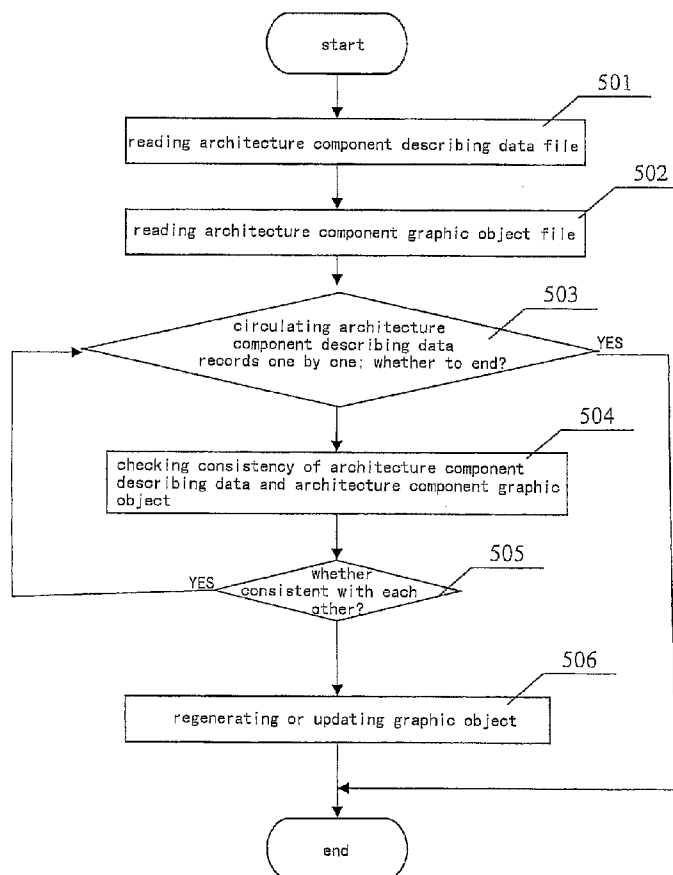 start
501
reading architecture component describing data file
502
reading architecture component graphic object file
503
circulating architecture
component describing data
records one by one; whether to end?
YES
504
checking consistency of architecture component
describing data and architecture component graphic
object
505
whether
consistent with each
other?
YES
506
regenerating or updating graphic object
end